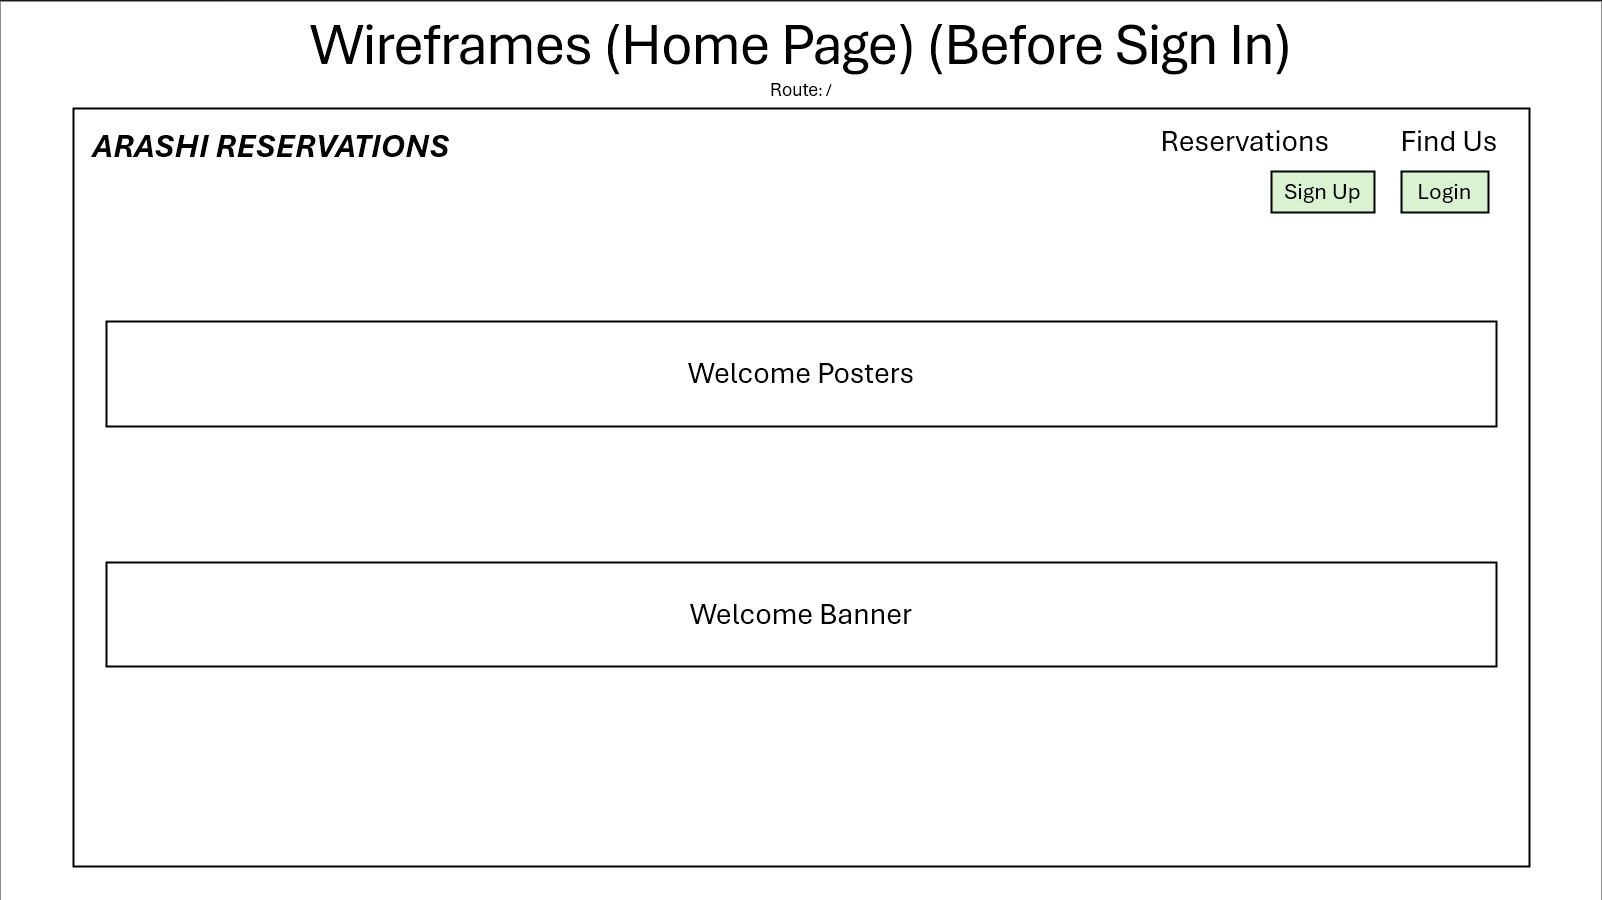 Wireframes (Home Page) (Before Sign In)
Route: /
ARASHI RESERVATIONS
Reservations
Find Us
Sign Up
Login
Welcome Posters
Welcome Banner